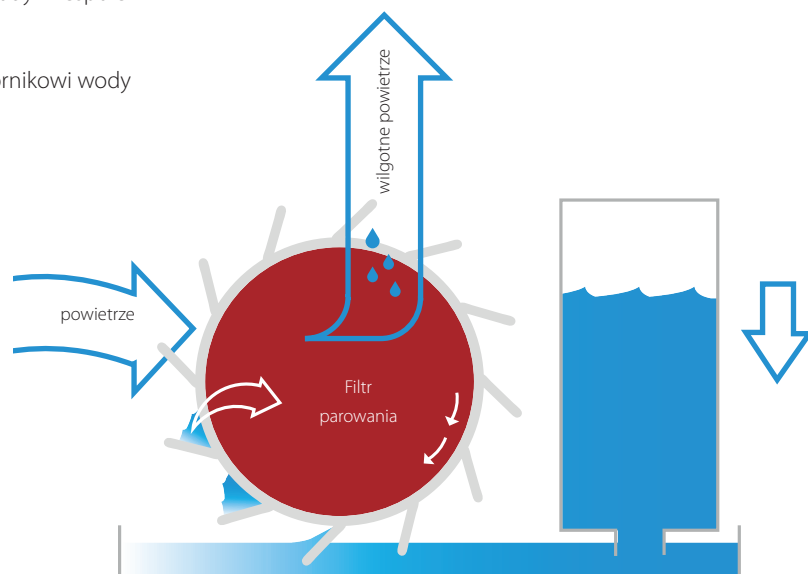 rnikowi wody
wilgotne powietrze
powietrze
Filtr
parowania